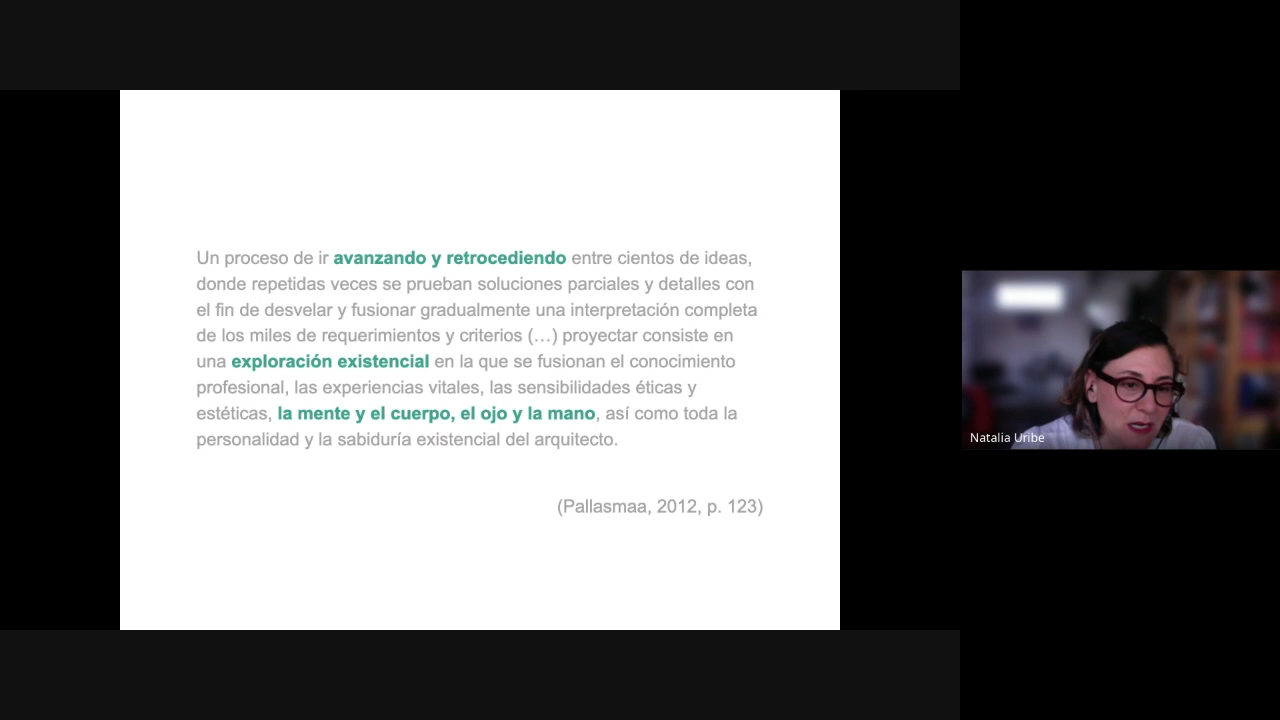 Un proceso de ir avanzando y retrocediendo entre cientos de ideas,
donde repetidas veces se prueban soluciones parciales y detalles con
el fin de desvelar y fusionar gradualmente una interpretación completa
de los miles de requerimientos y criterios (…) proyectar consiste en
una exploración existencial en la que se fusionan el conocimiento
profesional, las experiencias vitales, las sensibilidades éticas y
estéticas, la mente y el cuerpo, el ojo y la mano, así como toda la
personalidad y la sabiduría existencial del arquitecto.
(Pallasmaa, 2012, p. 123)
Natalia Uribe